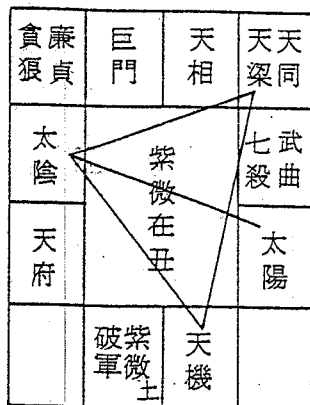 廉貞
貪狼
巨門
天相
天同
天梁
太陰
紫微在丑
武曲
七殺
天府
太陽
紫微土
破軍
天機